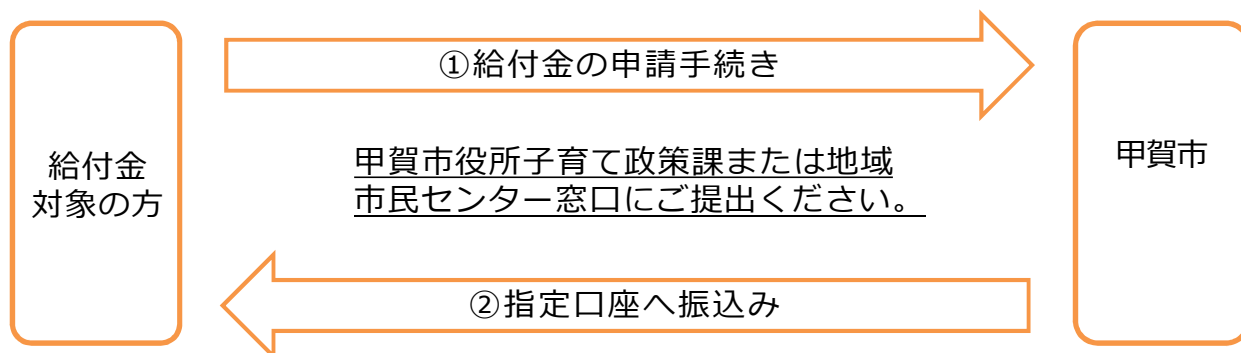 ①給付金の申請手続き
給付金
対象の方
甲賀市役所子育て政策課または地域
市民センター窓口にご提出ください。
甲賀市
②指定口座へ振込み